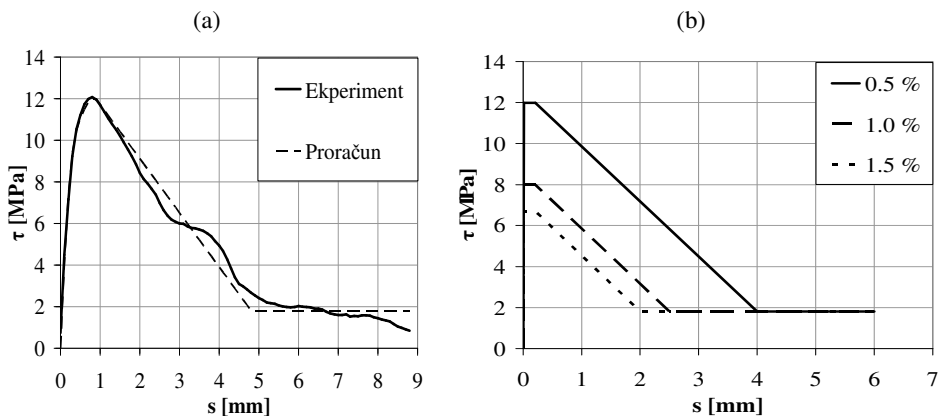 (a)
14
12
10
8
6
4
2
0
τ [MPa]
0 1 2 3 4 5 6 7 8 9
s [mm]
Ekperiment
Proračun
(b)
14
12
10
8
6
4
2
0
τ [MPa]
0 1 2 3 4 5 6 7
s [mm]
0.5 %
1.0 %
1.5 %